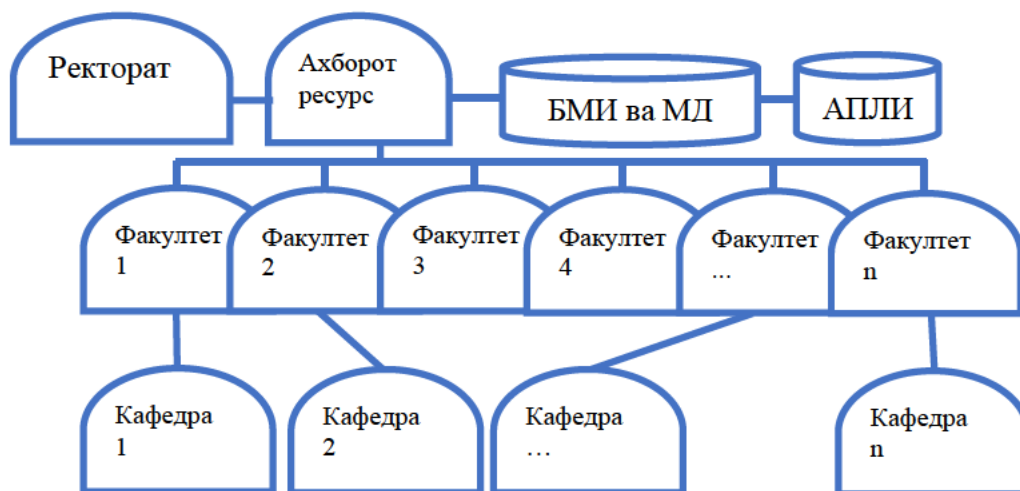 Ректорат
Ахборот
ресурс
БМИ ва МД
АПЛИ
Факултет
1
Факултет
2
Факултет
3
Факултет
4
Факултет
...
Факултет
n
Кафедра
1
Кафедра
2
Кафедра
…
Кафедра
n